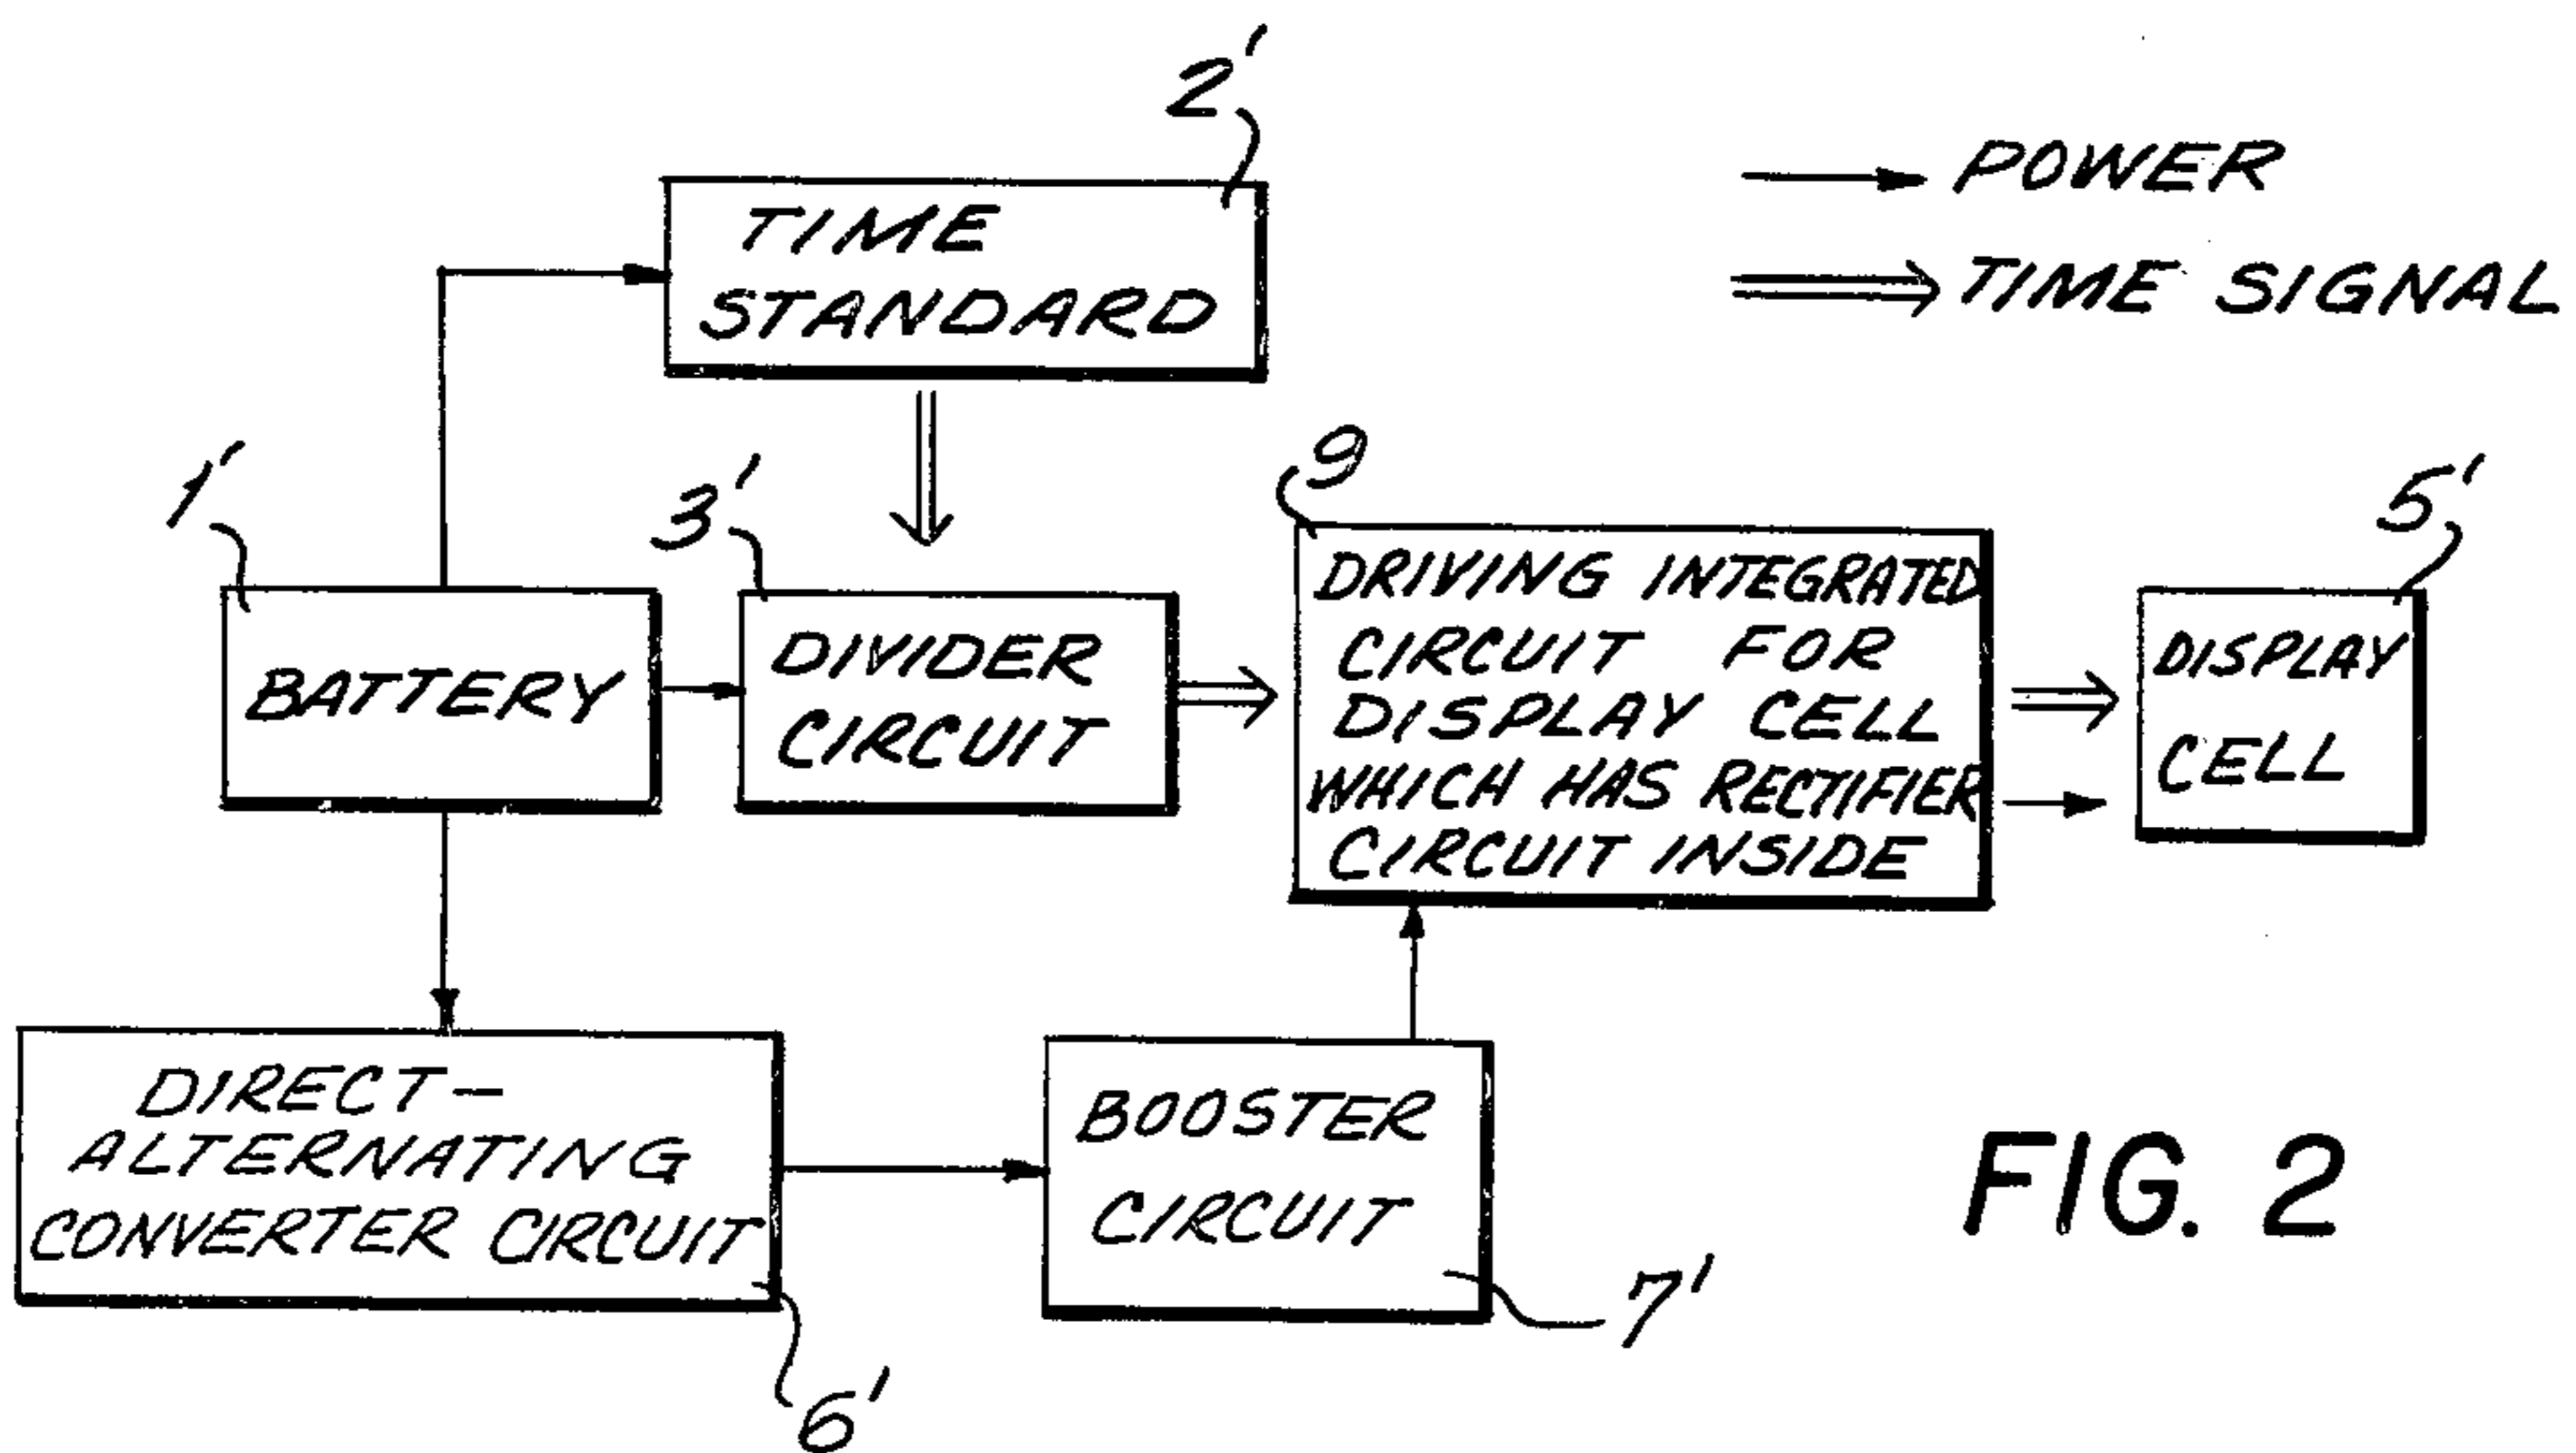 2'
POWER
TIME
STANDARD
TIME SIGNAL
1'
3'
9
5'
BATTERY
DIVIDER
CIRCUIT
DRIVING INTEGRATED
CIRCUIT FOR
DISPLAY CELL
WHICH HAS RECTIFIER
CIRCUIT INSIDE
DISPLAY
CELL
DIRECT-
ALTERNATING
CONVERTER CIRCUIT
BOOSTER
CIRCUIT
6'
7'
FIG. 2